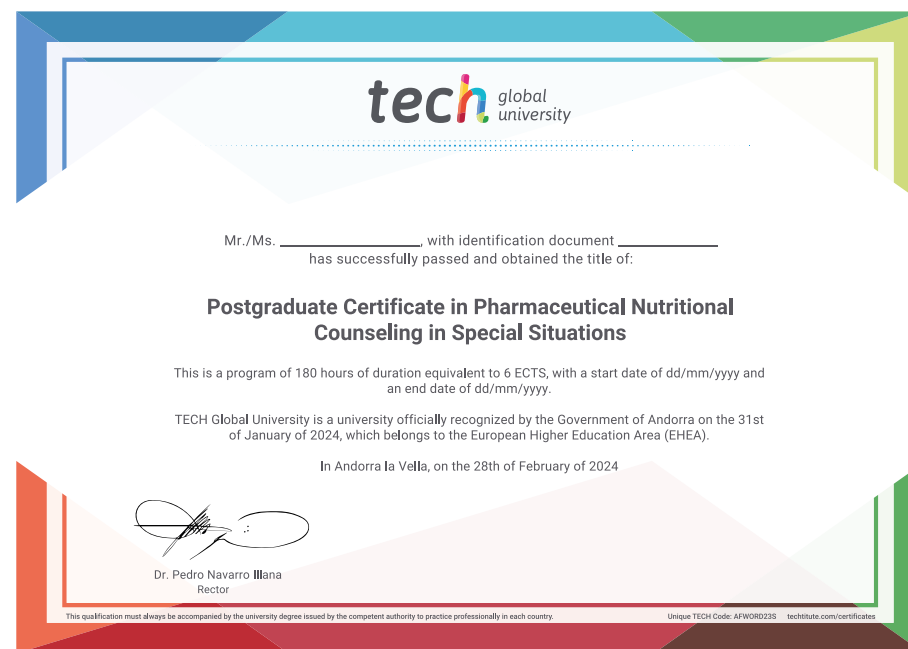 tech global university
Mr./Ms. ____________________, with identification document ______________
has successfully passed and obtained the title of:
Postgraduate Certificate in Pharmaceutical Nutritional
Counseling in Special Situations
This is a program of 180 hours of duration equivalent to 6 ECTS, with a start date of dd/mm/yyyy and
an end date of dd/mm/yyyy.
TECH Global University is a university officially recognized by the Government of Andorra on the 31st
of January of 2024, which belongs to the European Higher Education Area (EHEA).
In Andorra la Vella, on the 28th of February of 2024
Dr. Pedro Navarro Illana
Rector
This qualification must always be accompanied by the university degree issued by the competent authority to practice professionally in each country.
Unique TECH Code: AFWORD23S techtitute.com/certificates